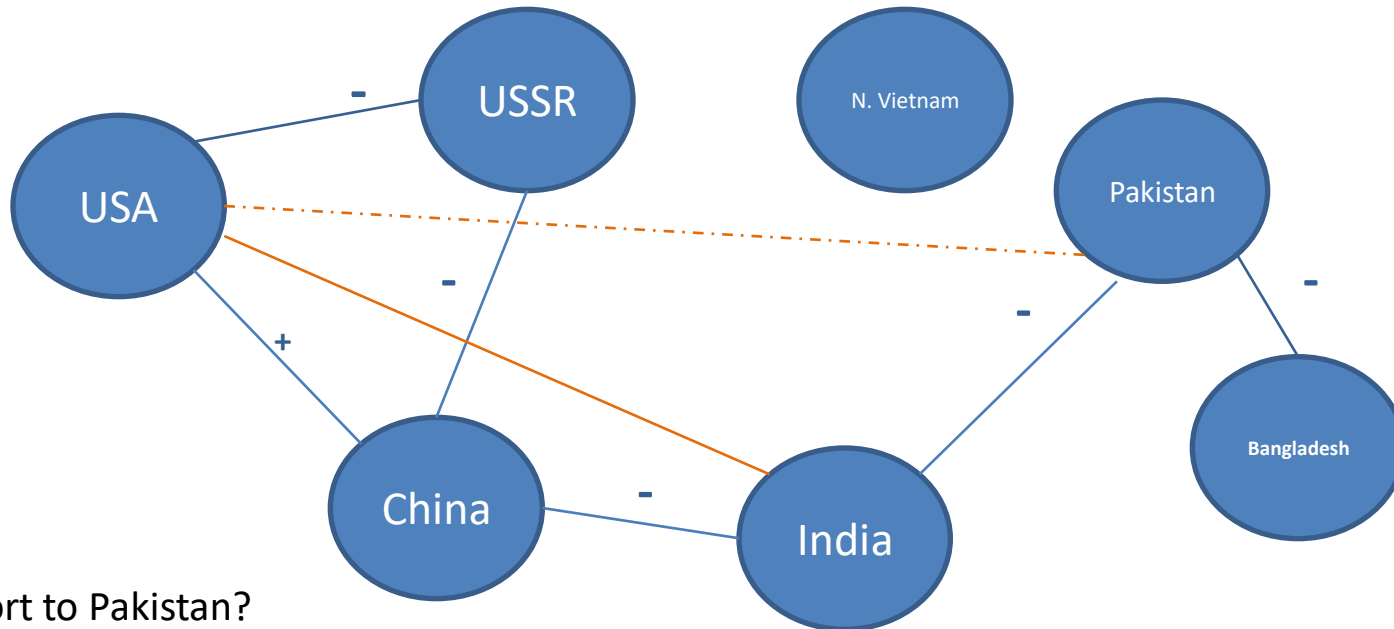 -
USSR
N. Vietnam
USA
Pakistan
-
-
-
+
China
-
India
Bangladesh
ort to Pakistan?